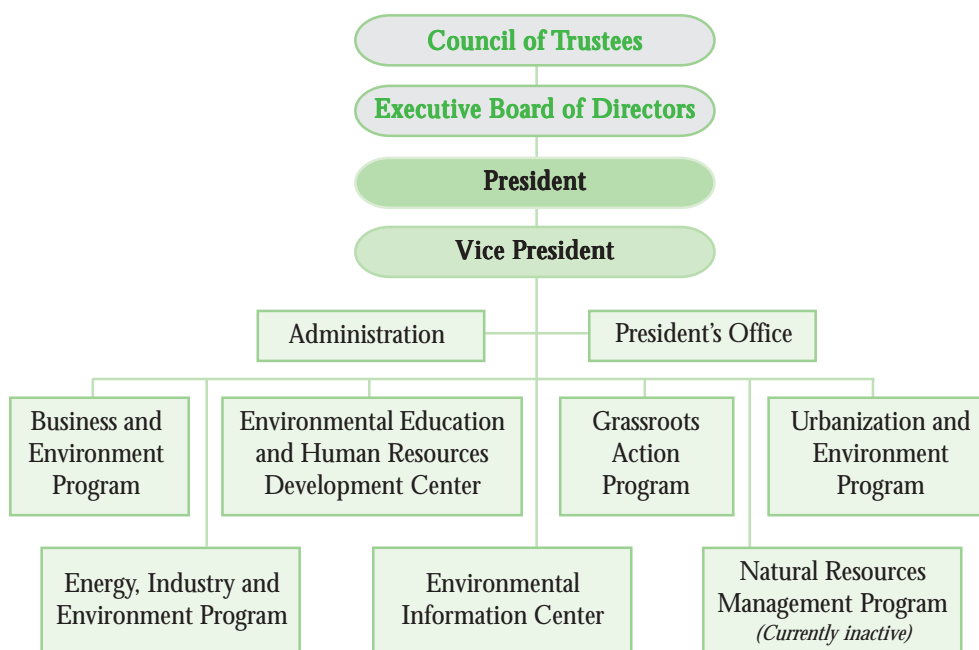 Council of Trustees
Executive Board of Directors
President
Vice President
Administration
President's Office
Business and
Environment
Program
Environmental Education
and Human Resources
Development Center
Grassroots
Action
Program
Urbanization and
Environment
Program
Energy, Industry and
Environment Program
Environmental
Information Center
Natural Resources
Management Program
(Currently inactive)